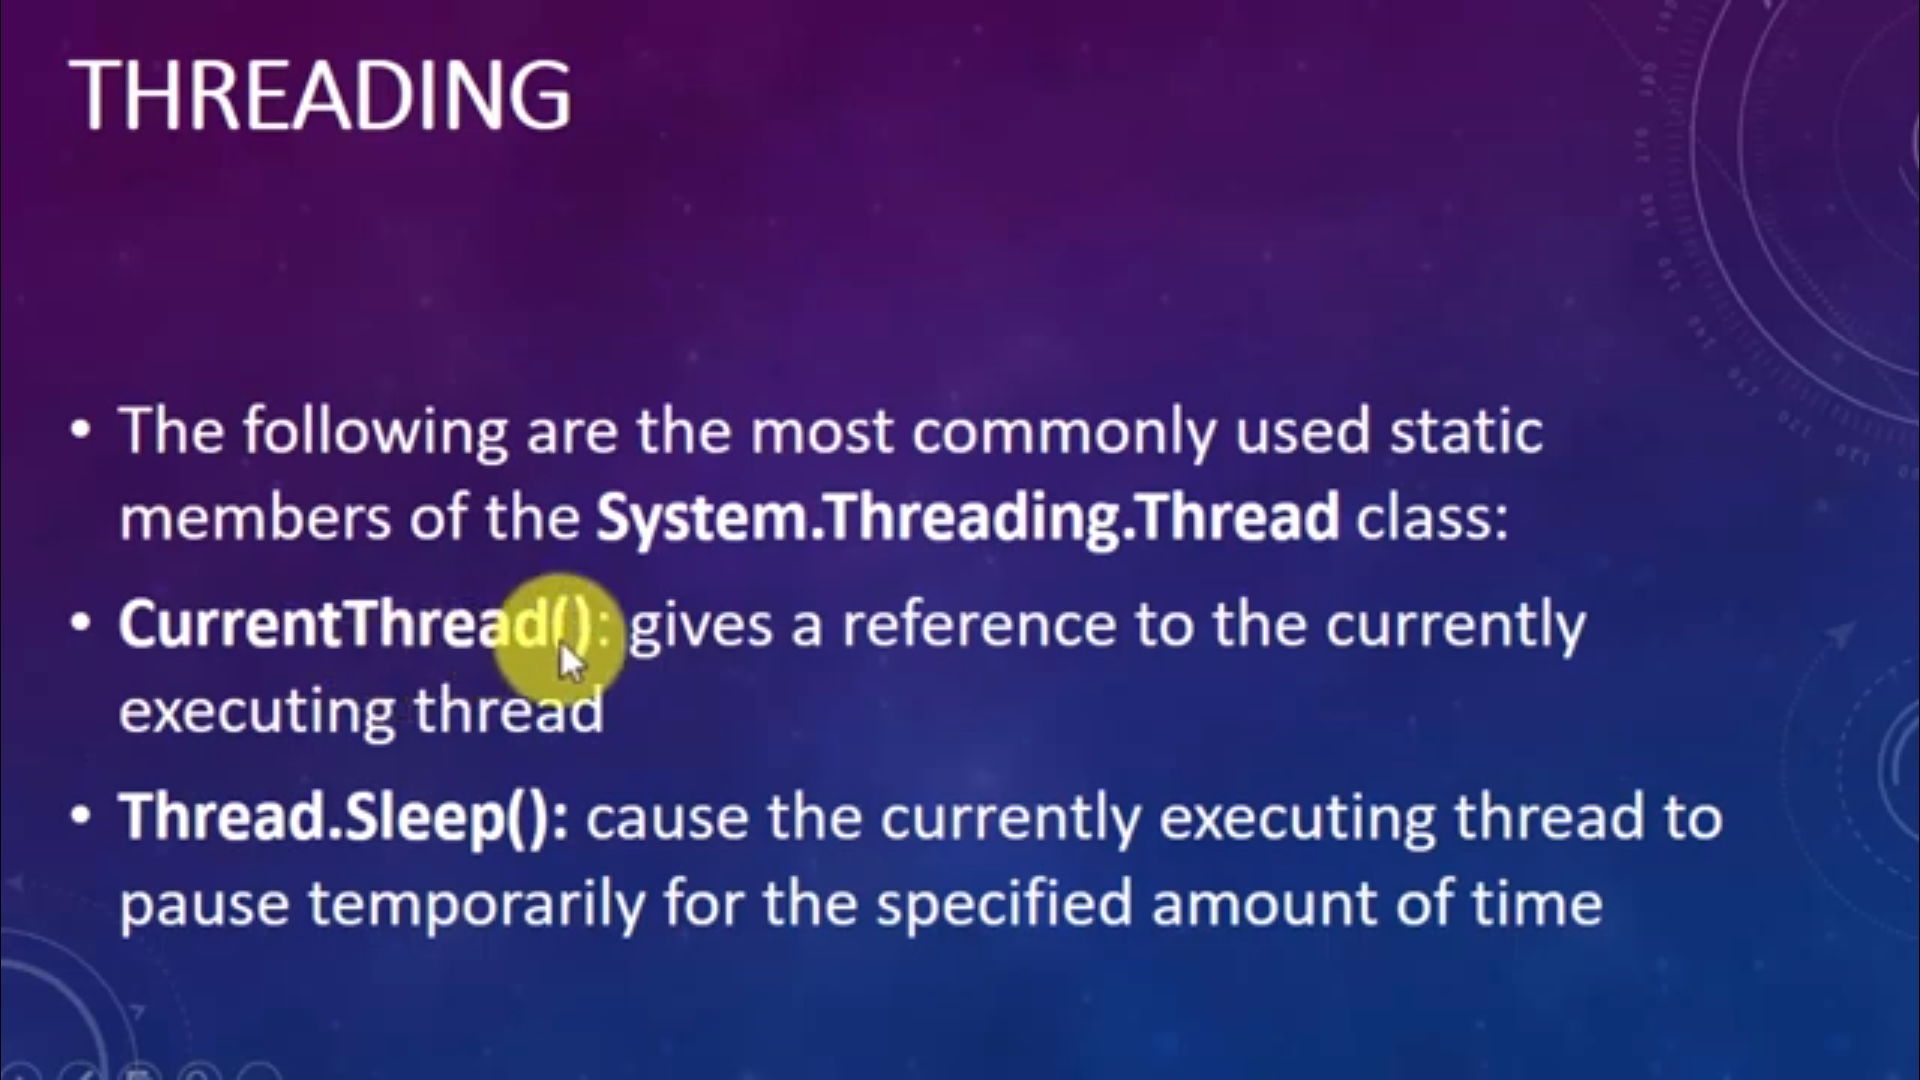 THREADING
• The following are the most commonly used static
members of the System.Threading.Thread class:
• CurrentThread(): gives a reference to the currently
executing thread
• Thread.Sleep(): cause the currently executing thread to
pause temporarily for the specified amount of time